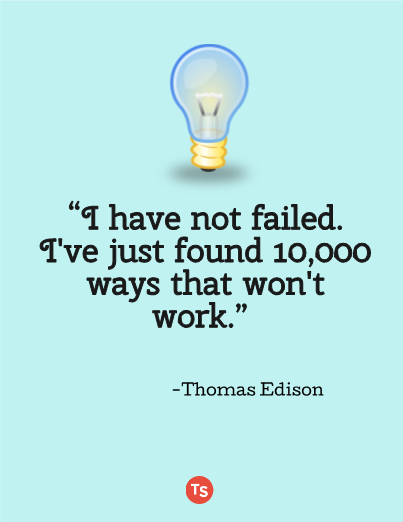 “I have not failed.
I've just found 10,000
ways that won't
work.”
-Thomas Edison
TS